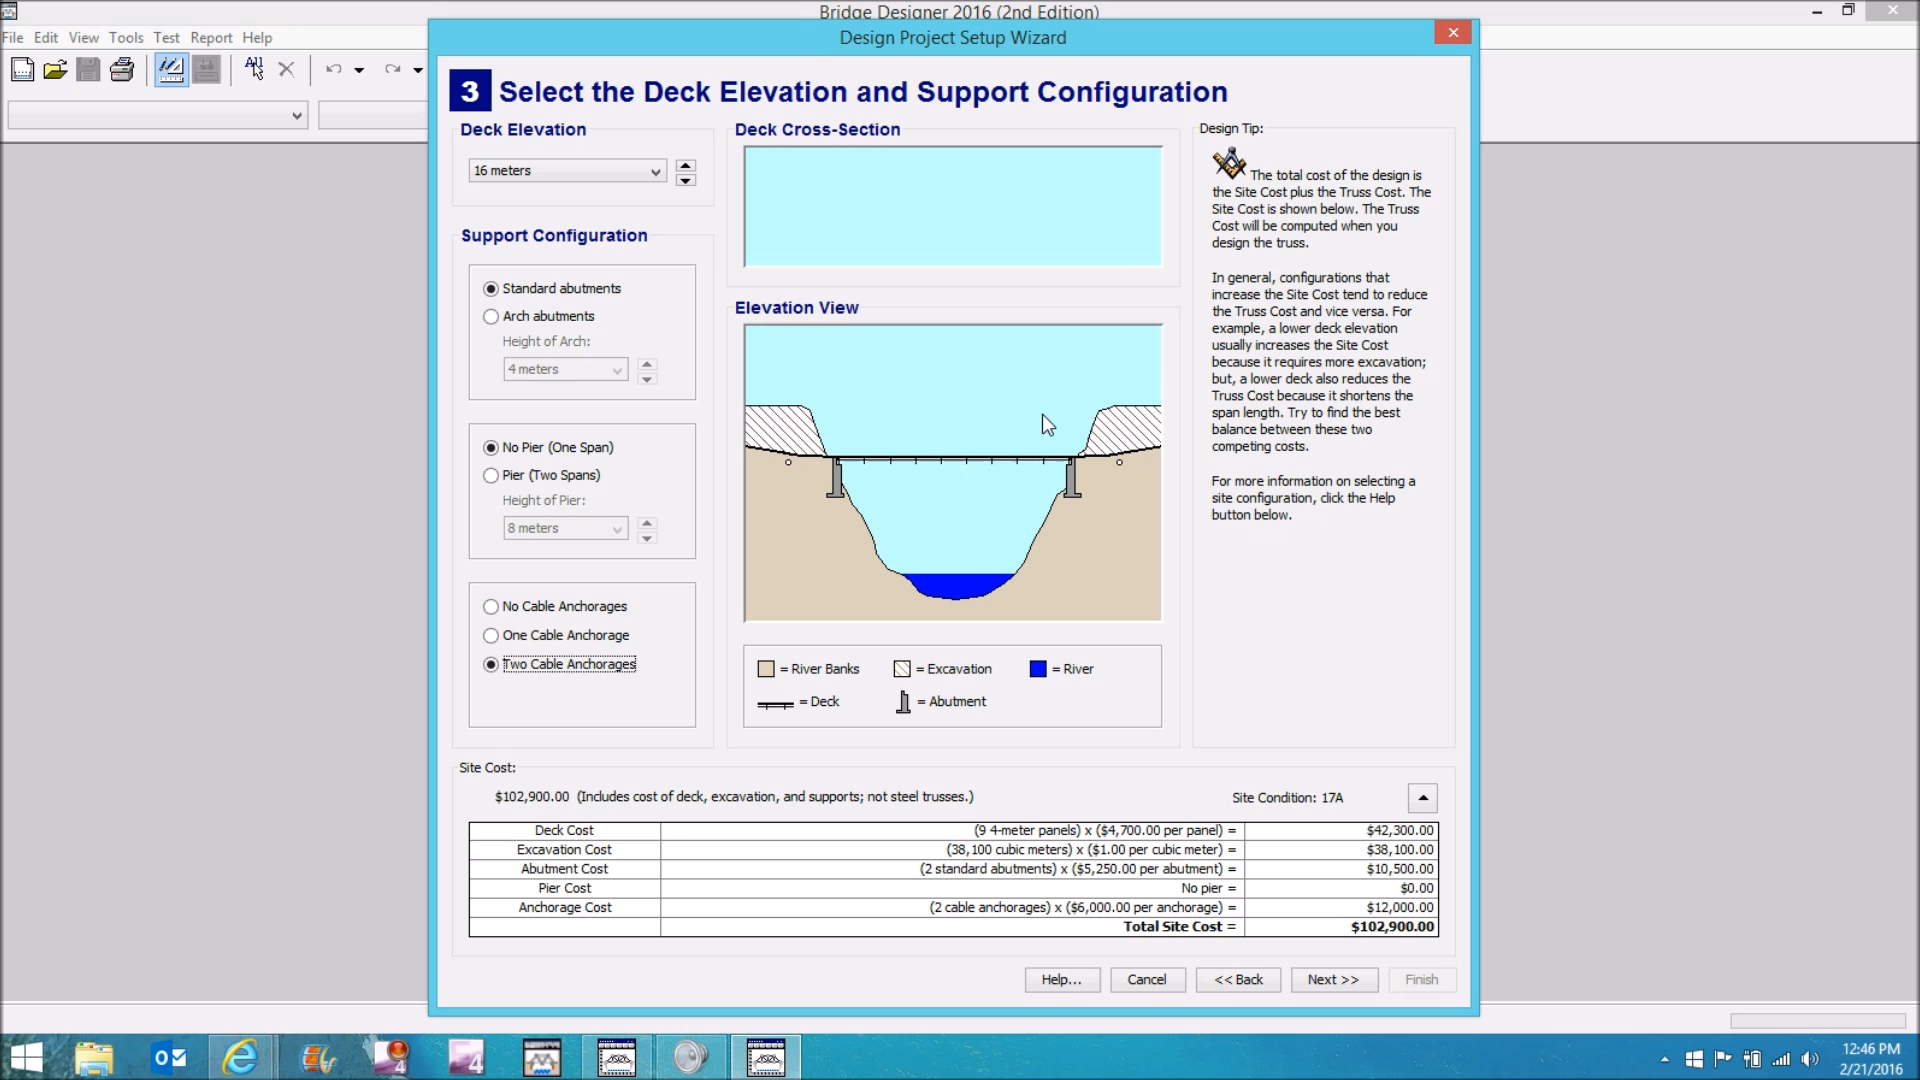 Bridge Designer 2016 (2nd Edition)
File Edit View Tools Test Report Help
Design Project Setup Wizard
3 Select the Deck Elevation and Support Configuration
Deck Elevation
16 meters
Support Configuration
Standard abutments
Arch abutments
Height of Arch:
4 meters
No Pier (One Span)
Pier (Two Spans)
Height of Pier:
8 meters
No Cable Anchorages
One Cable Anchorage
Two Cable Anchorages
Deck Cross-Section
Elevation View
= River Banks = Excavation = River
= Deck = Abutment
Design Tip:
The total cost of the design is
the Site Cost plus the Truss Cost. The
Site Cost is shown below. The Truss
Cost will be computed when you
design the truss.
In general, configurations that
increase the Site Cost tend to reduce
the Truss Cost and vice versa. For
example, a lower deck elevation
usually increases the Site Cost
because it requires more excavation;
but, a lower deck also reduces the
Truss Cost because it shortens the
span length. Try to find the best
balance between these two
competing costs.
For more information on selecting a
site configuration, click the Help
button below.
Site Cost:
$102,900.00 (Includes cost of deck, excavation, and supports; not steel trusses.) Site Condition: 17A
Deck Cost (9 4-meter panels) x ($4,700.00 per panel) = $42,300.00
Excavation Cost (38,100 cubic meters) x ($1.00 per cubic meter) = $38,100.00
Abutment Cost (2 standard abutments) x ($5,250.00 per abutment) = $10,500.00
Pier Cost No pier = $0.00
Anchorage Cost (2 cable anchorages) x ($6,000.00 per anchorage) = $12,000.00
Total Site Cost = $102,900.00
Help... Cancel << Back Next >> Finish
12:46 PM
2/21/2016